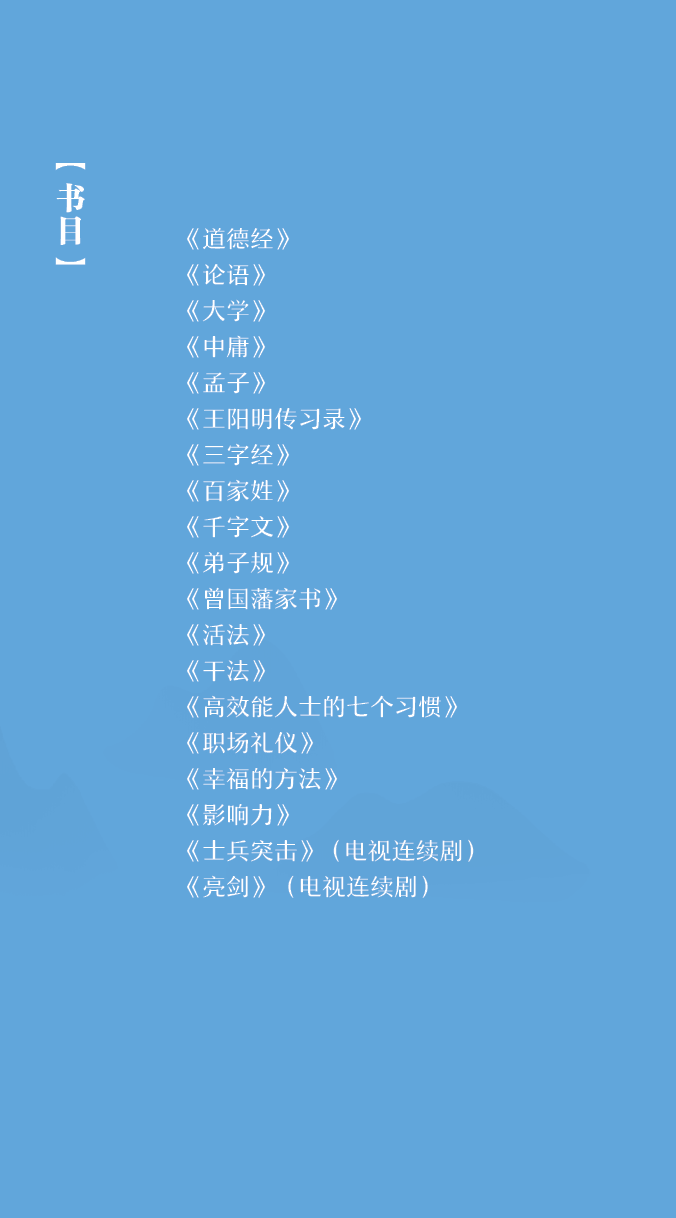 【书目】
《道德经》
《论语》
《大学》
《中庸》
《孟子》
《王阳明传习录》
《三字经》
《百家姓》
《千字文》
《弟子规》
《曾国藩家书》
《活法》
《干法》
《高效能人士的七个习惯》
《职场礼仪》
《幸福的方法》
《影响力》
《士兵突击》（电视连续剧）
《亮剑》（电视连续剧）